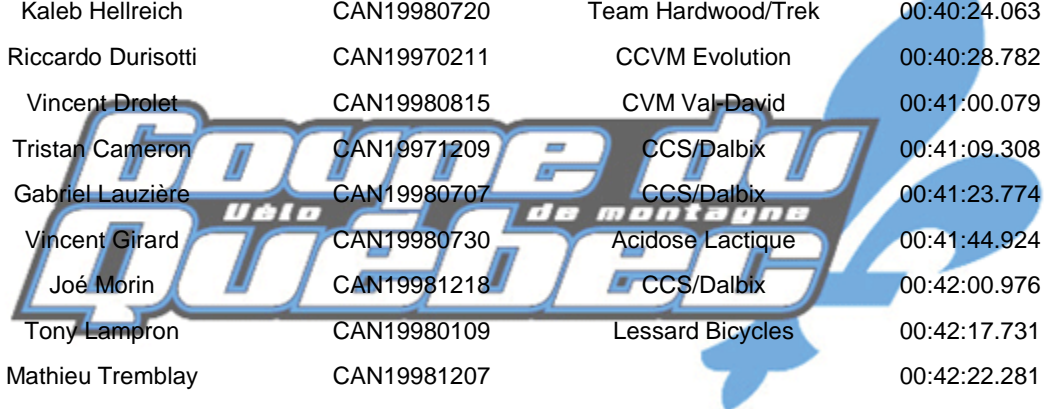 Kaleb Hellreich CAN19980720 Team Hardwood/Trek 00:40:24.063
Riccardo Durisotti CAN19970211 CCVM Evolution 00:40:28.782
Vincent Drolet CAN19980815 CVM Val-David 00:41:00.079
Coupe du
Tristan Cameron CAN19971209 CCS/Dalbix 00:41:09.308
Gabriel Lauzière CAN19980707 CCS/Dalbix 00:41:23.774
Vélo de montagne
Vincent Girard CAN19980730 Acidose Lactique 00:41:44.924
Québec
Joé Morin CAN19981218 CCS/Dalbix 00:42:00.976
Tony Lampron CAN19980109 Lessard Bicycles 00:42:17.731
Mathieu Tremblay CAN19981207 00:42:22.281